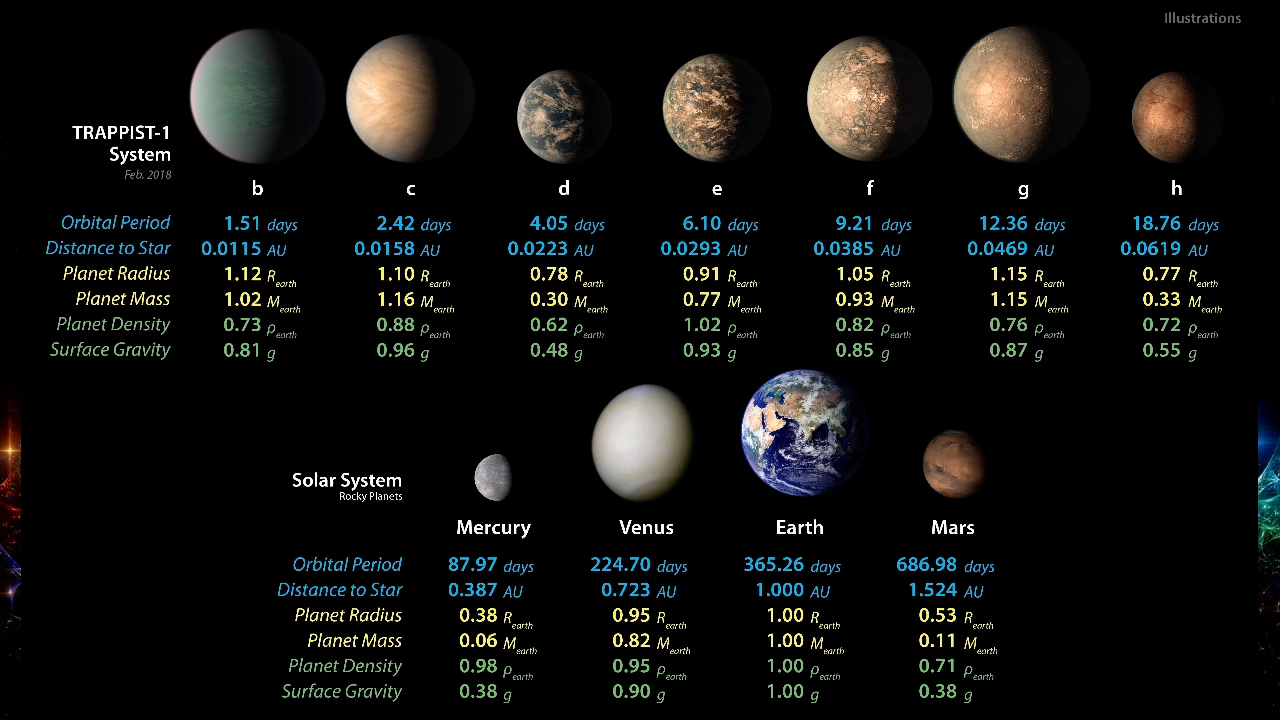 Illustrations
TRAPPIST-1
System
Feb. 2018
b c d e f g h
Orbital Period 1.51 days 2.42 days 4.05 days 6.10 days 9.21 days 12.36 days 18.76 days
Distance to Star 0.0115 AU 0.0158 AU 0.0223 AU 0.0293 AU 0.0385 AU 0.0469 AU 0.0619 AU
Planet Radius 1.12 Rearth 1.10 Rearth 0.78 Rearth 0.91 Rearth 1.05 Rearth 1.15 Rearth 0.77 Rearth
Planet Mass 1.02 Mearth 1.16 Mearth 0.30 Mearth 0.77 Mearth 0.93 Mearth 1.15 Mearth 0.33 Mearth
Planet Density 0.73 ρearth 0.88 ρearth 0.62 ρearth 1.02 ρearth 0.82 ρearth 0.76 ρearth 0.72 ρearth
Surface Gravity 0.81 g 0.96 g 0.48 g 0.93 g 0.85 g 0.87 g 0.55 g
Solar System
Rocky Planets
Mercury Venus Earth Mars
Orbital Period 87.97 days 224.70 days 365.26 days 686.98 days
Distance to Star 0.387 AU 0.723 AU 1.000 AU 1.524 AU
Planet Radius 0.38 Rearth 0.95 Rearth 1.00 Rearth 0.53 Rearth
Planet Mass 0.06 Mearth 0.82 Mearth 1.00 Mearth 0.11 Mearth
Planet Density 0.98 ρearth 0.95 ρearth 1.00 ρearth 0.71 ρearth
Surface Gravity 0.38 g 0.90 g 1.00 g 0.38 g